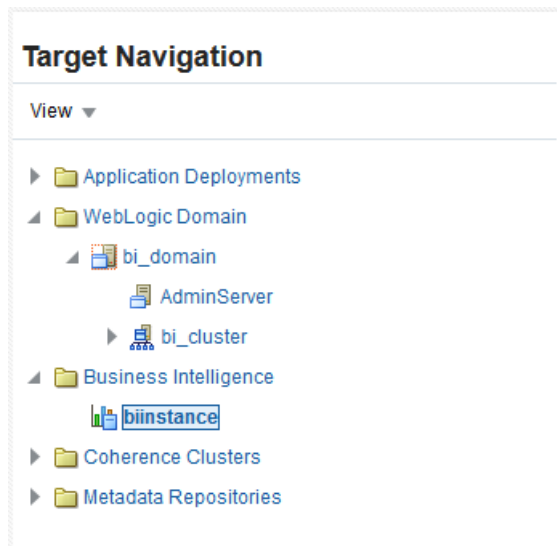 Target Navigation
View
Application Deployments
WebLogic Domain
bi_domain
AdminServer
bi_cluster
Business Intelligence
biinstance
Coherence Clusters
Metadata Repositories